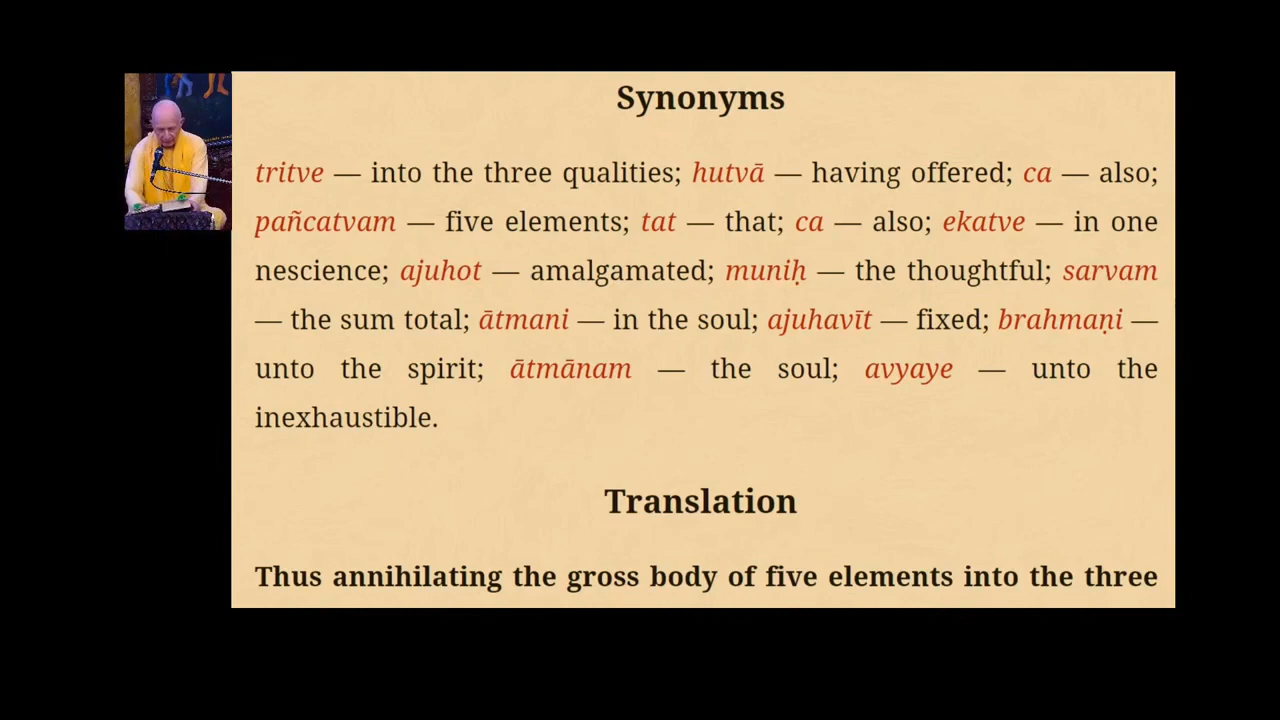 Synonyms
tritve — into the three qualities; hutvā — having offered; ca — also;
pañcatvam — five elements; tat — that; ca — also; ekatve — in one
nescience; ajuhot — amalgamated; muniḥ — the thoughtful; sarvam
— the sum total; ātmani — in the soul; ajuhavīt — fixed; brahmaṇi —
unto the spirit; ātmānam — the soul; avyaye — unto the
inexhaustible.
Translation
Thus annihilating the gross body of five elements into the three